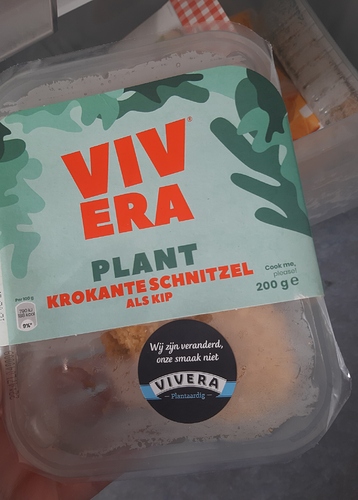 VIV®
ERA
PLANT
KROKANTE SCHNITZEL
ALS KIP
Cook me,
please!
200 g e
9%*
Wij zijn veranderd,
onze smaak niet
VIVERA
Plantaardig